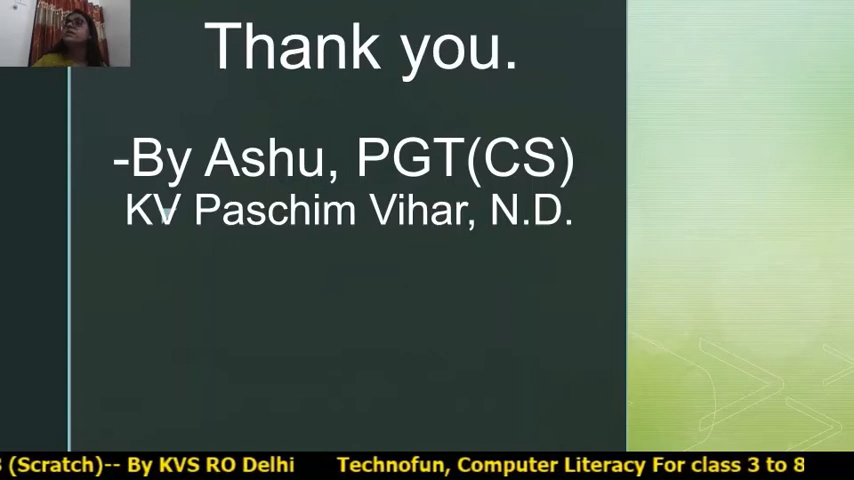 Thank you.
-By Ashu, PGT(CS)
KV Paschim Vihar, N.D.
(Scratch)-- By KVS RO Delhi Technofun, Computer Literacy For class 3 to 8